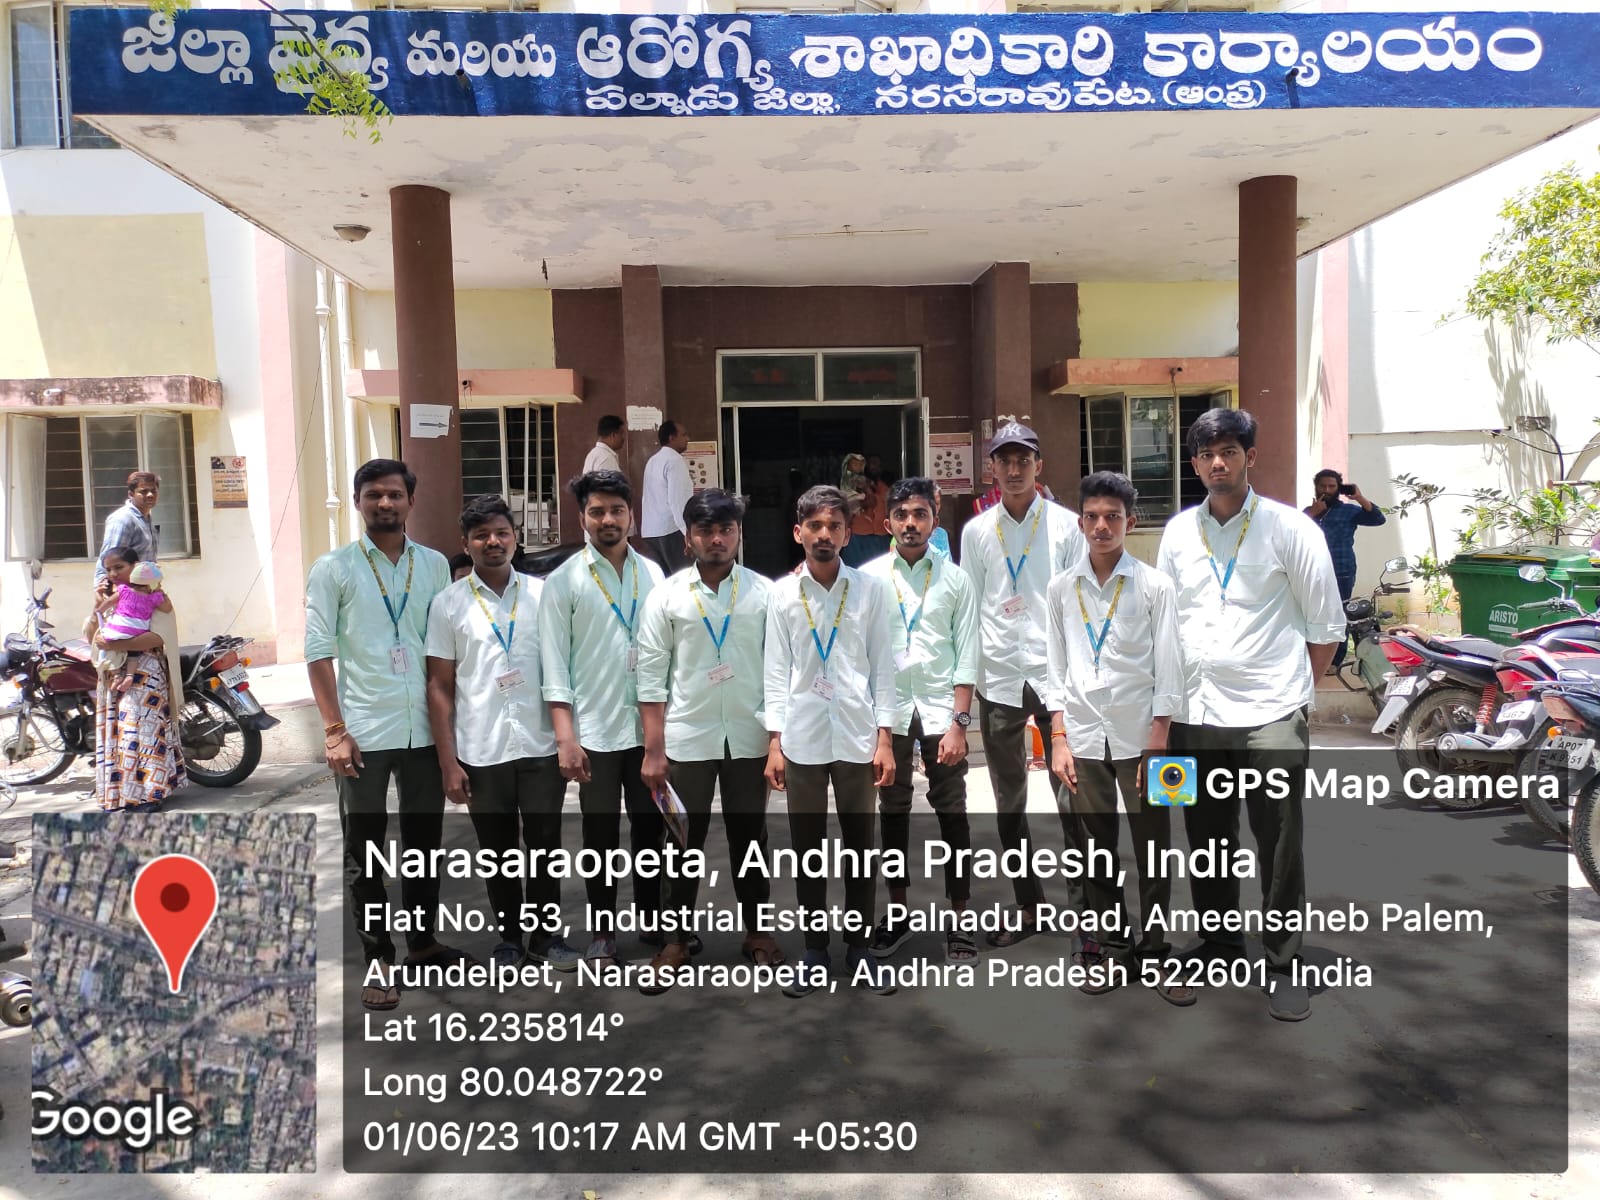 జిల్లా వైద్య మరియు ఆరోగ్య శాఖాధికారి కార్యాలయం
పల్నాడు జిల్లా, నరసరావుపేట. (ఆం.ప్ర)
ARISTO
AP07
GPS Map Camera
Narasaraopeta, Andhra Pradesh, India
Flat No.: 53, Industrial Estate, Palnadu Road, Ameensaheb Palem,
Arundelpet, Narasaraopeta, Andhra Pradesh 522601, India
Lat 16.235814°
Long 80.048722°
01/06/23 10:17 AM GMT +05:30
Google